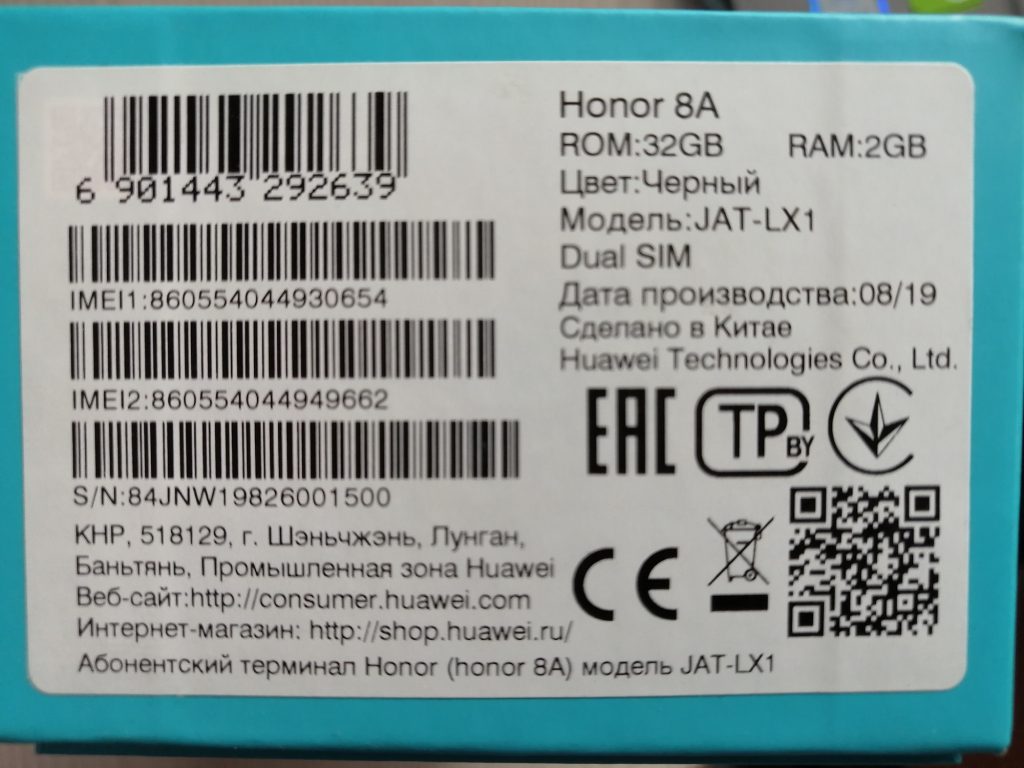 6 901443 292639
IMEI1:860554044930654
IMEI2:860554044949662
S/N:84JNW19826001500
КНР, 518129, г. Шэньчжэнь, Лунган,
Баньтянь, Промышленная зона Huawei
Веб-сайт:http://consumer.huawei.com
Интернет-магазин: http://shop.huawei.ru/
Абонентский терминал Honor (honor 8A) модель JAT-LX1
Honor 8A
ROM:32GB RAM:2GB
Цвет:Черный
Модель:JAT-LX1
Dual SIM
Дата производства:08/19
Сделано в Китае
Huawei Technologies Co., Ltd.
EAC TP BY
CE